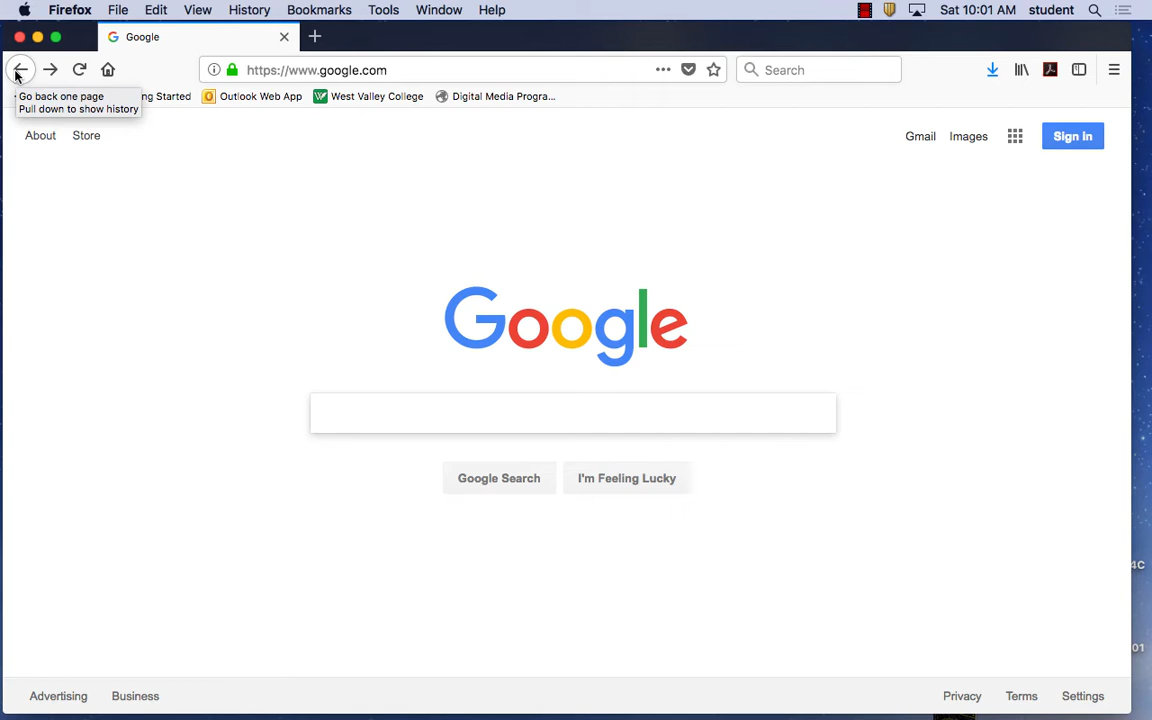 Firefox File Edit View History Bookmarks Tools Window Help Sat 10:01 AM student
Google
https://www.google.com Search
Go back one page
Pull down to show history
ng Started Outlook Web App West Valley College Digital Media Progra...
About Store Gmail Images Sign in
Google
Google Search I'm Feeling Lucky
4C
01
Advertising Business Privacy Terms Settings